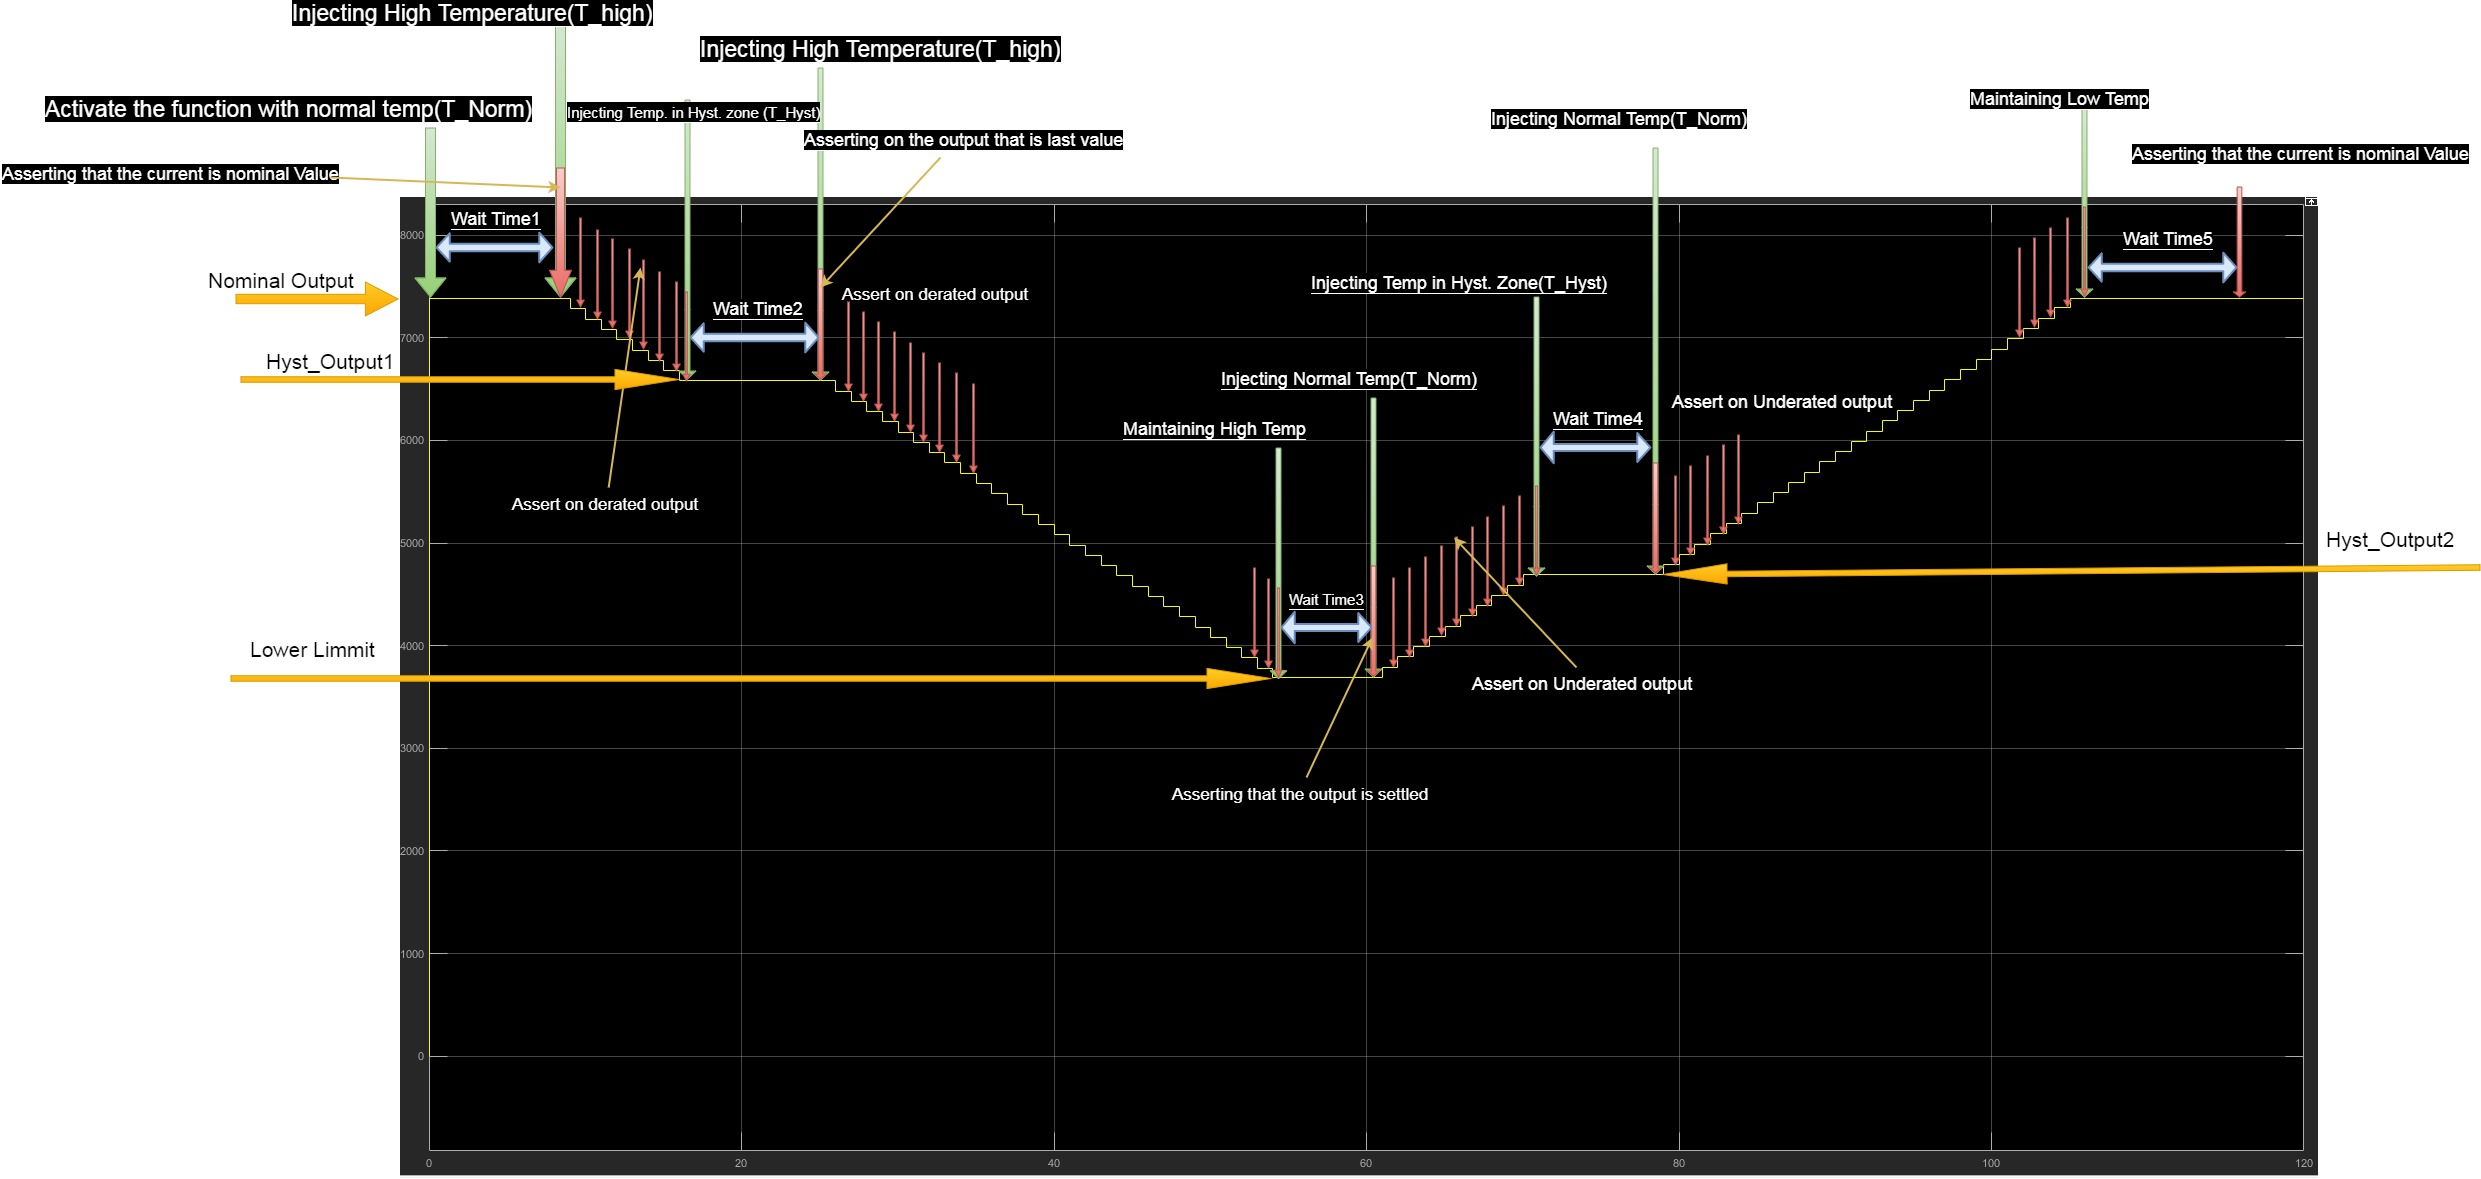 Injecting High Temperature(T_high)
Injecting High Temperature(T_high)
Activate the function with normal temp(T_Norm)
Injecting Temp. in Hyst. zone (T_Hyst)
Asserting on the output that is last value
Injecting Normal Temp(T_Norm)
Maintaining Low Temp
Asserting that the current is nominal Value
Asserting that the current is nominal Value
Wait Time1
Wait Time5
8000
Nominal Output
Injecting Temp in Hyst. Zone(T_Hyst)
Assert on derated output
Wait Time2
7000
Hyst_Output1
Injecting Normal Temp(T_Norm)
Assert on Underated output
Wait Time4
Maintaining High Temp
6000
Assert on derated output
5000
Hyst_Output2
Wait Time3
4000
Lower Limmit
Assert on Underated output
3000
Asserting that the output is settled
2000
1000
0
0
20
40
60
80
100
120